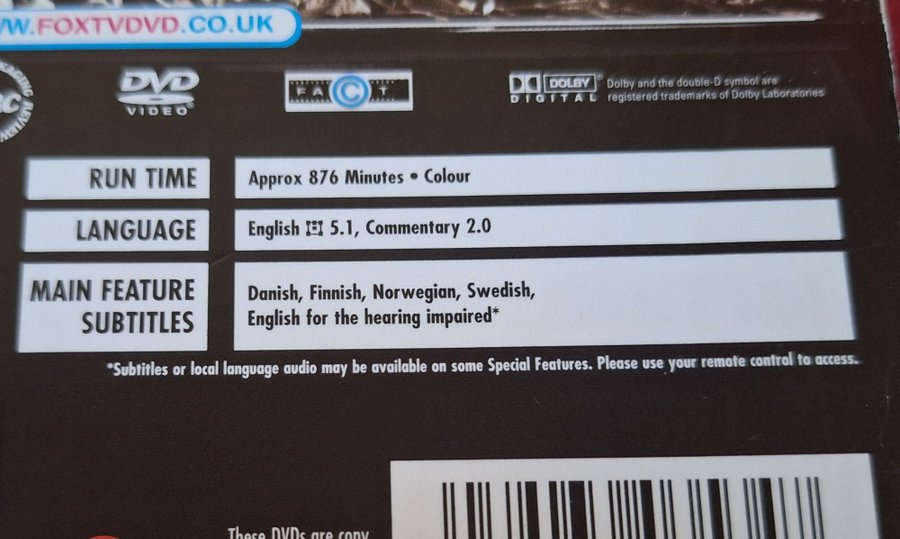 W.FOXTVDVD.CO.UK
DVD
VIDEO
FACT
DOLBY
DIGITAL
Dolby and the double-D symbol are
registered trademarks of Dolby Laboratories
RUN TIME
Approx 876 Minutes • Colour
LANGUAGE
English 5.1, Commentary 2.0
MAIN FEATURE
SUBTITLES
Danish, Finnish, Norwegian, Swedish,
English for the hearing impaired*
*Subtitles or local language audio may be available on some Special Features. Please use your remote control to access.
These DVDs are copy